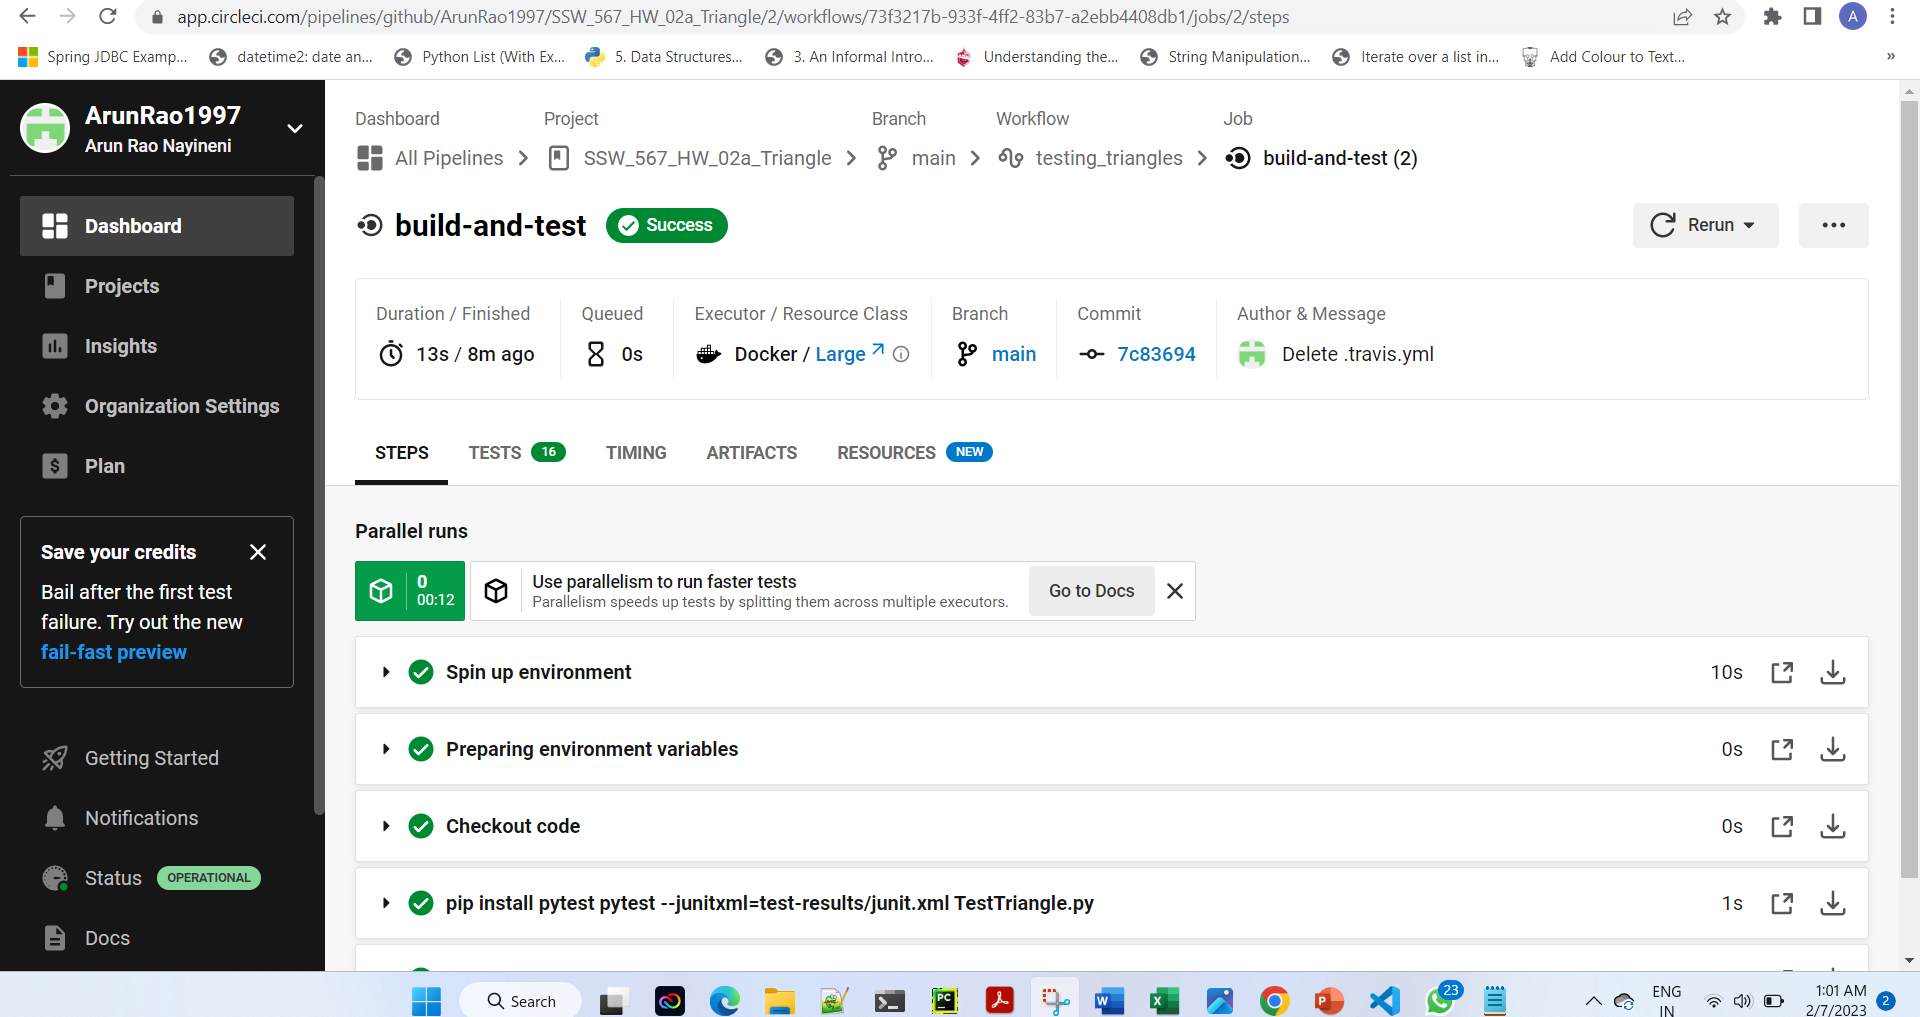 app.circleci.com/pipelines/github/ArunRao1997/SSW_567_HW_02a_Triangle/2/workflows/73f3217b-933f-4ff2-83b7-a2ebb4408db1/jobs/2/steps
A
Spring JDBC Examp... datetime2: date an... Python List (With Ex... 5. Data Structures... 3. An Informal Intro... Understanding the... String Manipulation... Iterate over a list in... Add Colour to Text... »
ArunRao1997
Arun Rao Nayineni
Dashboard
Projects
Insights
Organization Settings
Plan
Save your credits
Bail after the first test
failure. Try out the new
fail-fast preview
Getting Started
Notifications
Status OPERATIONAL
Docs
Dashboard Project Branch Workflow Job
All Pipelines SSW_567_HW_02a_Triangle main testing_triangles build-and-test (2)
build-and-test Success
Rerun
Duration / Finished Queued Executor / Resource Class Branch Commit Author & Message
13s / 8m ago 0s Docker / Large main 7c83694 Delete .travis.yml
STEPS TESTS 16 TIMING ARTIFACTS RESOURCES NEW
Parallel runs
0
00:12
Use parallelism to run faster tests
Parallelism speeds up tests by splitting them across multiple executors.
Go to Docs
Spin up environment 10s
Preparing environment variables 0s
Checkout code 0s
pip install pytest pytest --junitxml=test-results/junit.xml TestTriangle.py 1s
Search
PC
W
X
P
23
ENG
IN
1:01 AM
2/7/2023
2